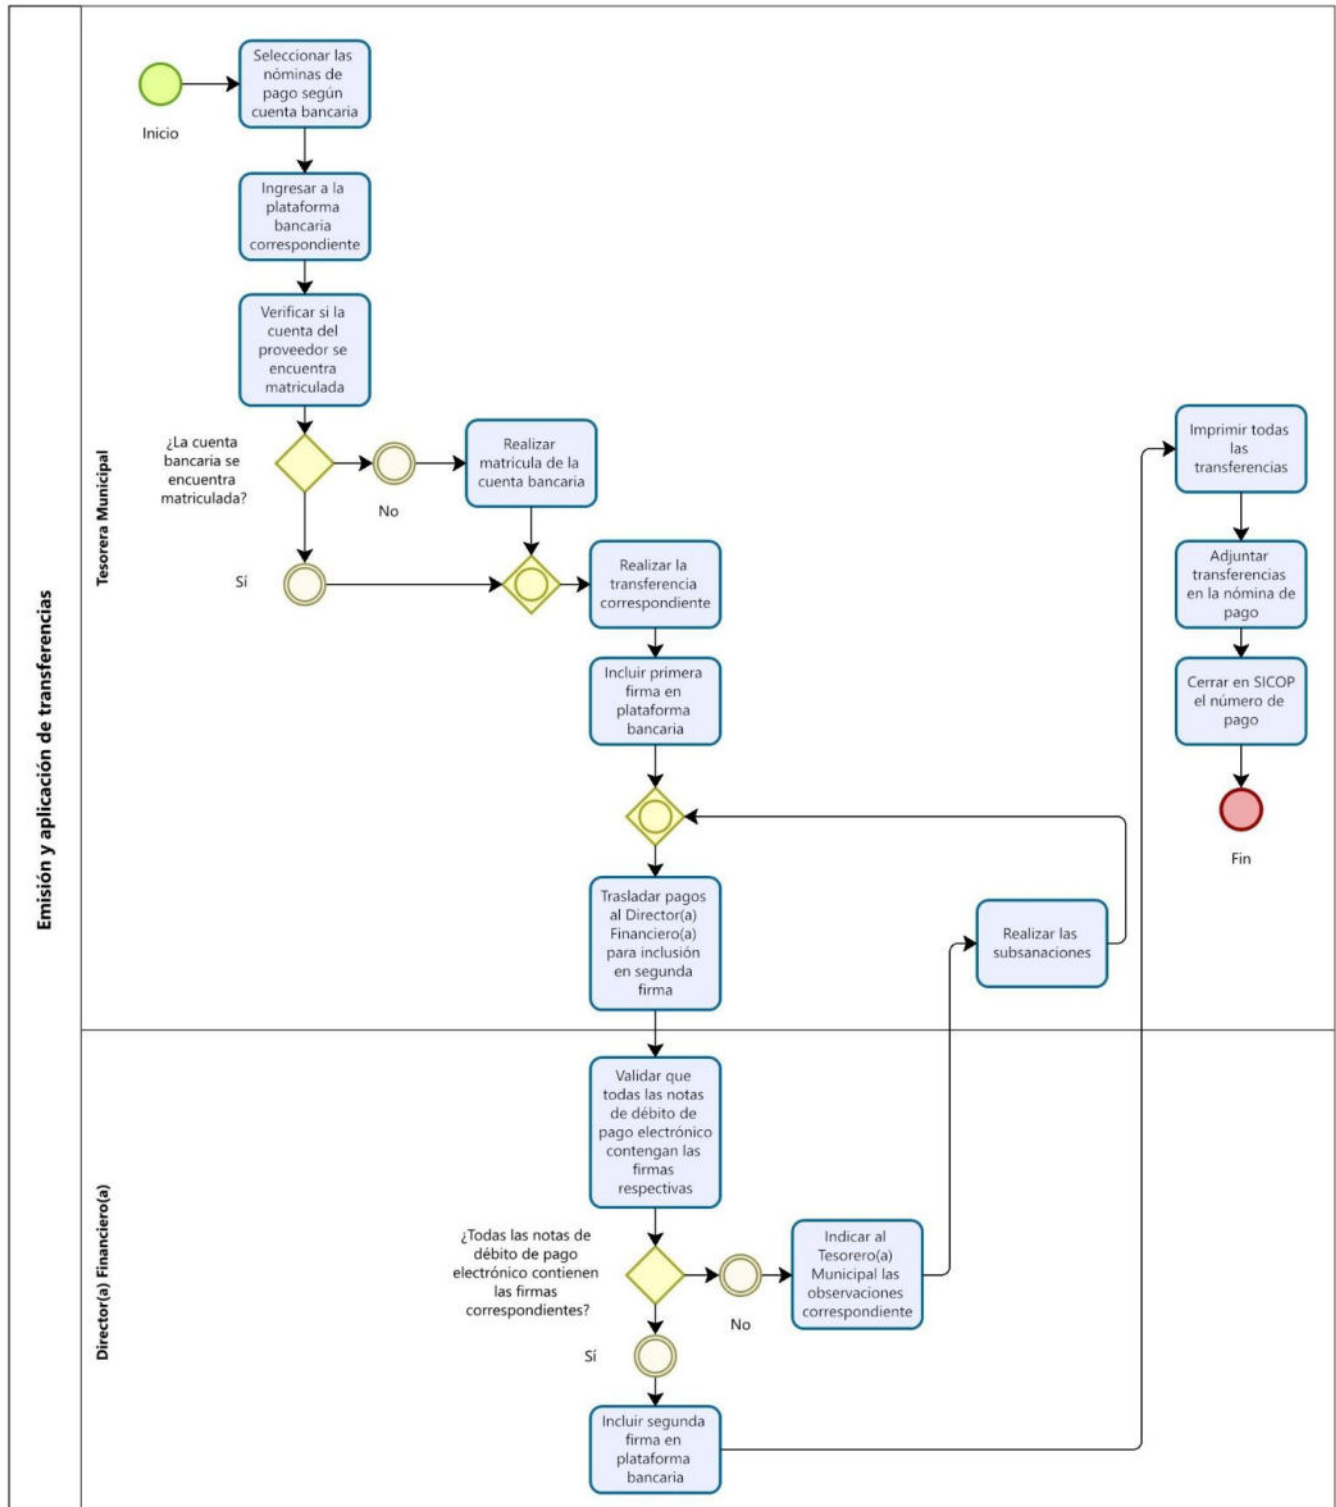 Emisión y aplicación de transferencias
Tesorera Municipal
Inicio
Seleccionar las
nóminas de
pago según
cuenta bancaria
Ingresar a la
plataforma
bancaria
correspondiente
Verificar si la
cuenta del
proveedor se
encuentra
matriculada
¿La cuenta
bancaria se
encuentra
matriculada?
No
Realizar
matricula de la
cuenta bancaria
Sí
Realizar la
transferencia
correspondiente
Incluir primera
firma en
plataforma
bancaria
Trasladar pagos
al Director(a)
Financiero(a)
para inclusión
en segunda
firma
Realizar las
subsanaciones
Imprimir todas
las
transferencias
Adjuntar
transferencias
en la nómina de
pago
Cerrar en SICOP
el número de
pago
Fin
Director(a) Financiero(a)
Validar que
todas las notas
de débito de
pago electrónico
contengan las
firmas
respectivas
¿Todas las notas de
débito de pago
electrónico contienen
las firmas
correspondientes?
No
Indicar al
Tesorero(a)
Municipal las
observaciones
correspondiente
Sí
Incluir segunda
firma en
plataforma
bancaria